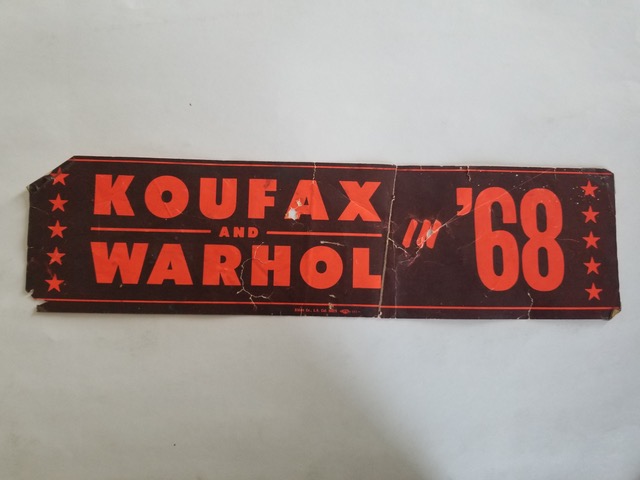 KOUFAX
AND
WARHOL
in '68